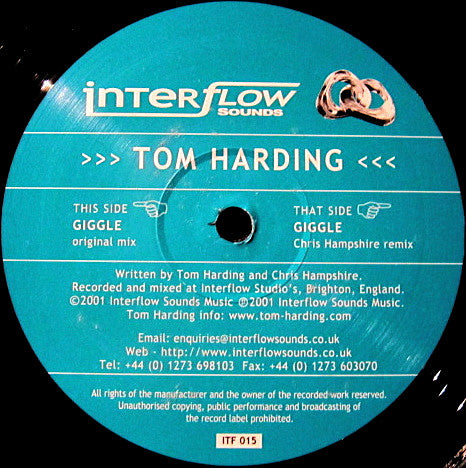 interflow
SOUNDS
>>> TOM HARDING <<<
THIS SIDE
GIGGLE
original mix
THAT SIDE
GIGGLE
Chris Hampshire remix
Written by Tom Harding and Chris Hampshire.
Recorded and mixed at Interflow Studio's, Brighton, England.
©2001 Interflow Sounds Music ℗2001 Interflow Sounds Music.
Tom Harding info: www.tom-harding.com
Email: enquiries@interflowsounds.co.uk
Web - http://www.interflowsounds.co.uk
Tel: +44 (0) 1273 698103 Fax: +44 (0) 1273 603070
All rights of the manufacturer and the owner of the recorded work reserved.
Unauthorised copying, public performance and broadcasting of
the record label prohibited.
ITF 015